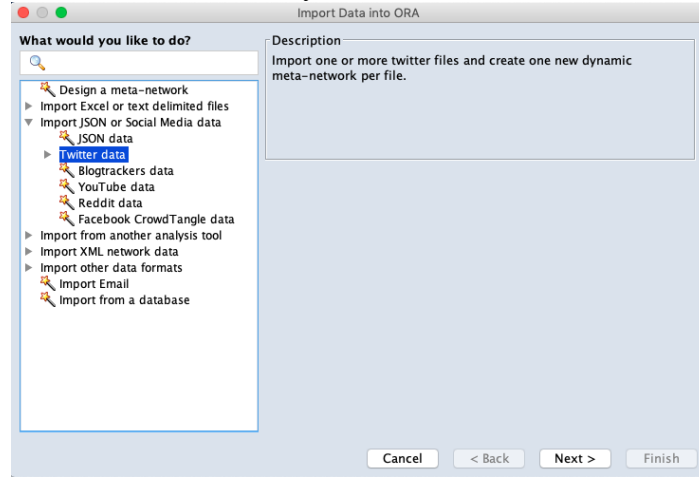 Import Data into ORA
What would you like to do?
Design a meta-network
Import Excel or text delimited files
Import JSON or Social Media data
JSON data
Twitter data
Blogtrackers data
YouTube data
Reddit data
Facebook CrowdTangle data
Import from another analysis tool
Import XML network data
Import other data formats
Import Email
Import from a database
Description
Import one or more twitter files and create one new dynamic
meta-network per file.
Cancel
< Back
Next >
Finish